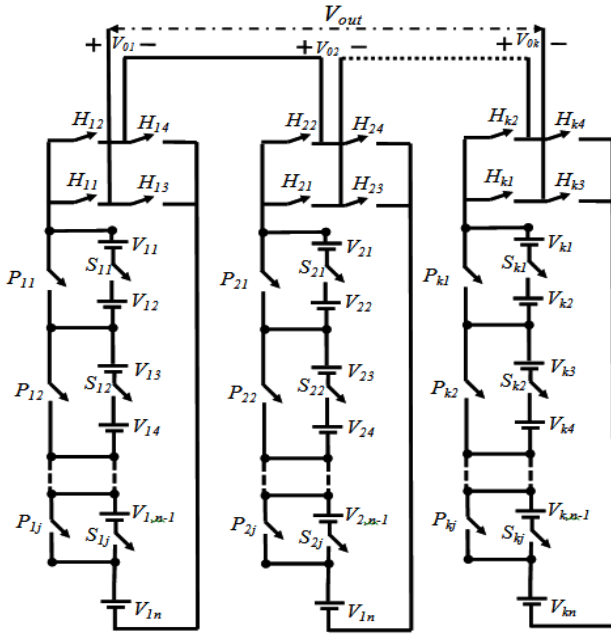 V_out
+ V_01 − + V_02 − + V_0k −
H_12 H_14 H_22 H_24 H_k2 H_k4
H_11 H_13 H_21 H_23 H_k1 H_k3
V_11 V_21 V_k1
P_11 S_11 P_21 S_21 P_k1 S_k1
V_12 V_22 V_k2
V_13 V_23 V_k3
P_12 S_12 P_22 S_22 P_k2 S_k2
V_14 V_24 V_k4
V_1,n-1 V_2,n-1 V_k,n-1
P_1j S_1j P_2j S_2j P_kj S_kj
V_1n V_1n V_kn